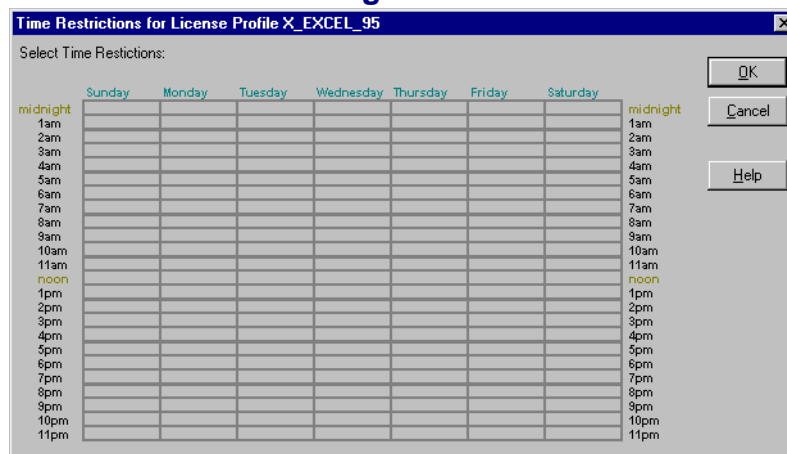 Time Restrictions for License Profile X_EXCEL_95
Select Time Restictions:
OK
Sunday Monday Tuesday Wednesday Thursday Friday Saturday
midnight midnight
Cancel
1am 1am
2am 2am
3am 3am
4am 4am
5am 5am
Help
6am 6am
7am 7am
8am 8am
9am 9am
10am 10am
11am 11am
noon noon
1pm 1pm
2pm 2pm
3pm 3pm
4pm 4pm
5pm 5pm
6pm 6pm
7pm 7pm
8pm 8pm
9pm 9pm
10pm 10pm
11pm 11pm